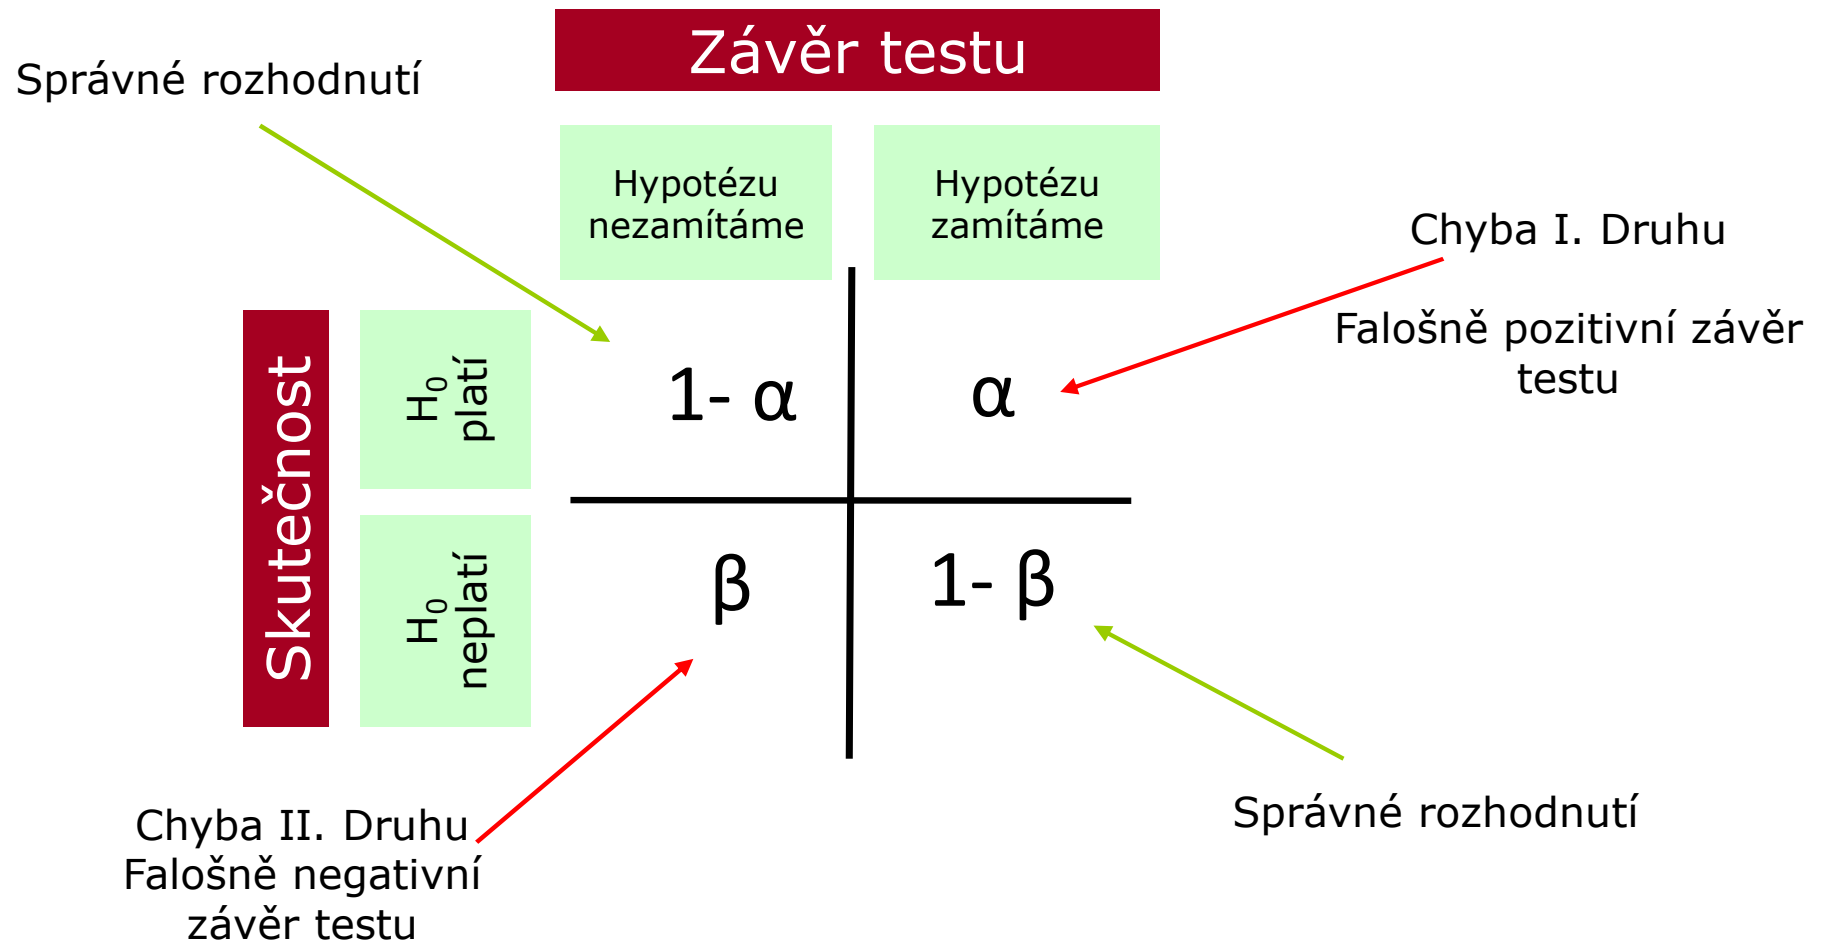 Závěr testu
Správné rozhodnutí
Hypotézu
nezamítáme
Hypotézu
zamítáme
Chyba I. Druhu
Falošně pozitivní závěr
testu
Skutečnost
H₀
platí
1- α
α
H₀
neplatí
β
1- β
Chyba II. Druhu
Falošně negativní
závěr testu
Správné rozhodnutí